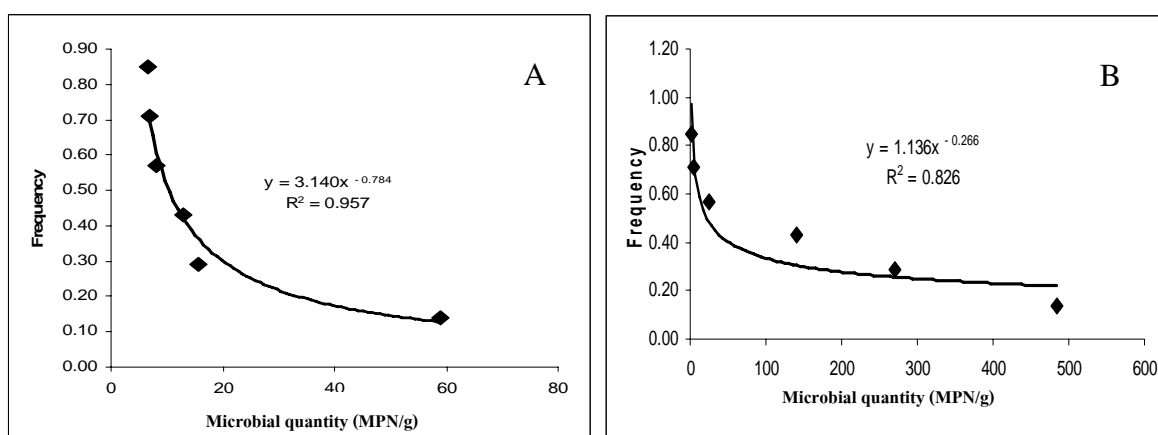 A
0.90
0.80
0.70
0.60
0.50
0.40
0.30
0.20
0.10
0.00
Frequency
y = 3.140x ^-0.784
R² = 0.957
0 20 40 60 80
Microbial quantity (MPN/g)
B
1.20
1.00
0.80
0.60
0.40
0.20
0.00
Frequency
y = 1.136x ^-0.266
R² = 0.826
0 100 200 300 400 500 600
Microbial quantity (MPN/g)